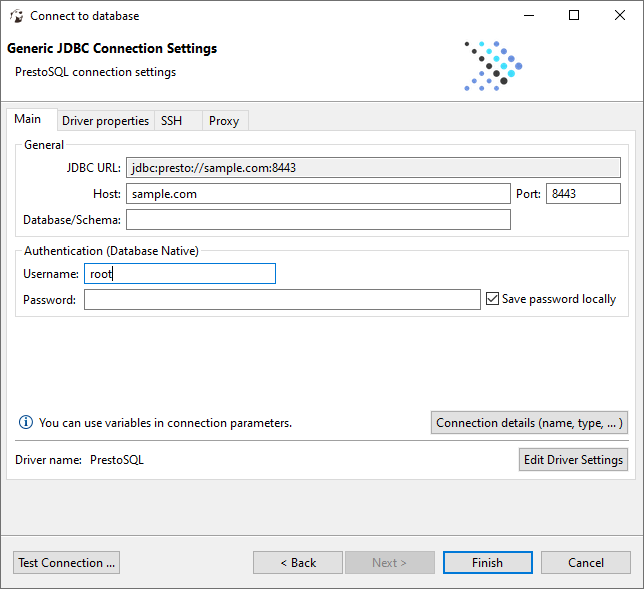 Connect to database
Generic JDBC Connection Settings
PrestoSQL connection settings
Main Driver properties SSH Proxy
General
JDBC URL: jdbc:presto://sample.com:8443
Host: sample.com Port: 8443
Database/Schema:
Authentication (Database Native)
Username: root
Password: Save password locally
You can use variables in connection parameters. Connection details (name, type, ... )
Driver name: PrestoSQL Edit Driver Settings
Test Connection ... < Back Next > Finish Cancel